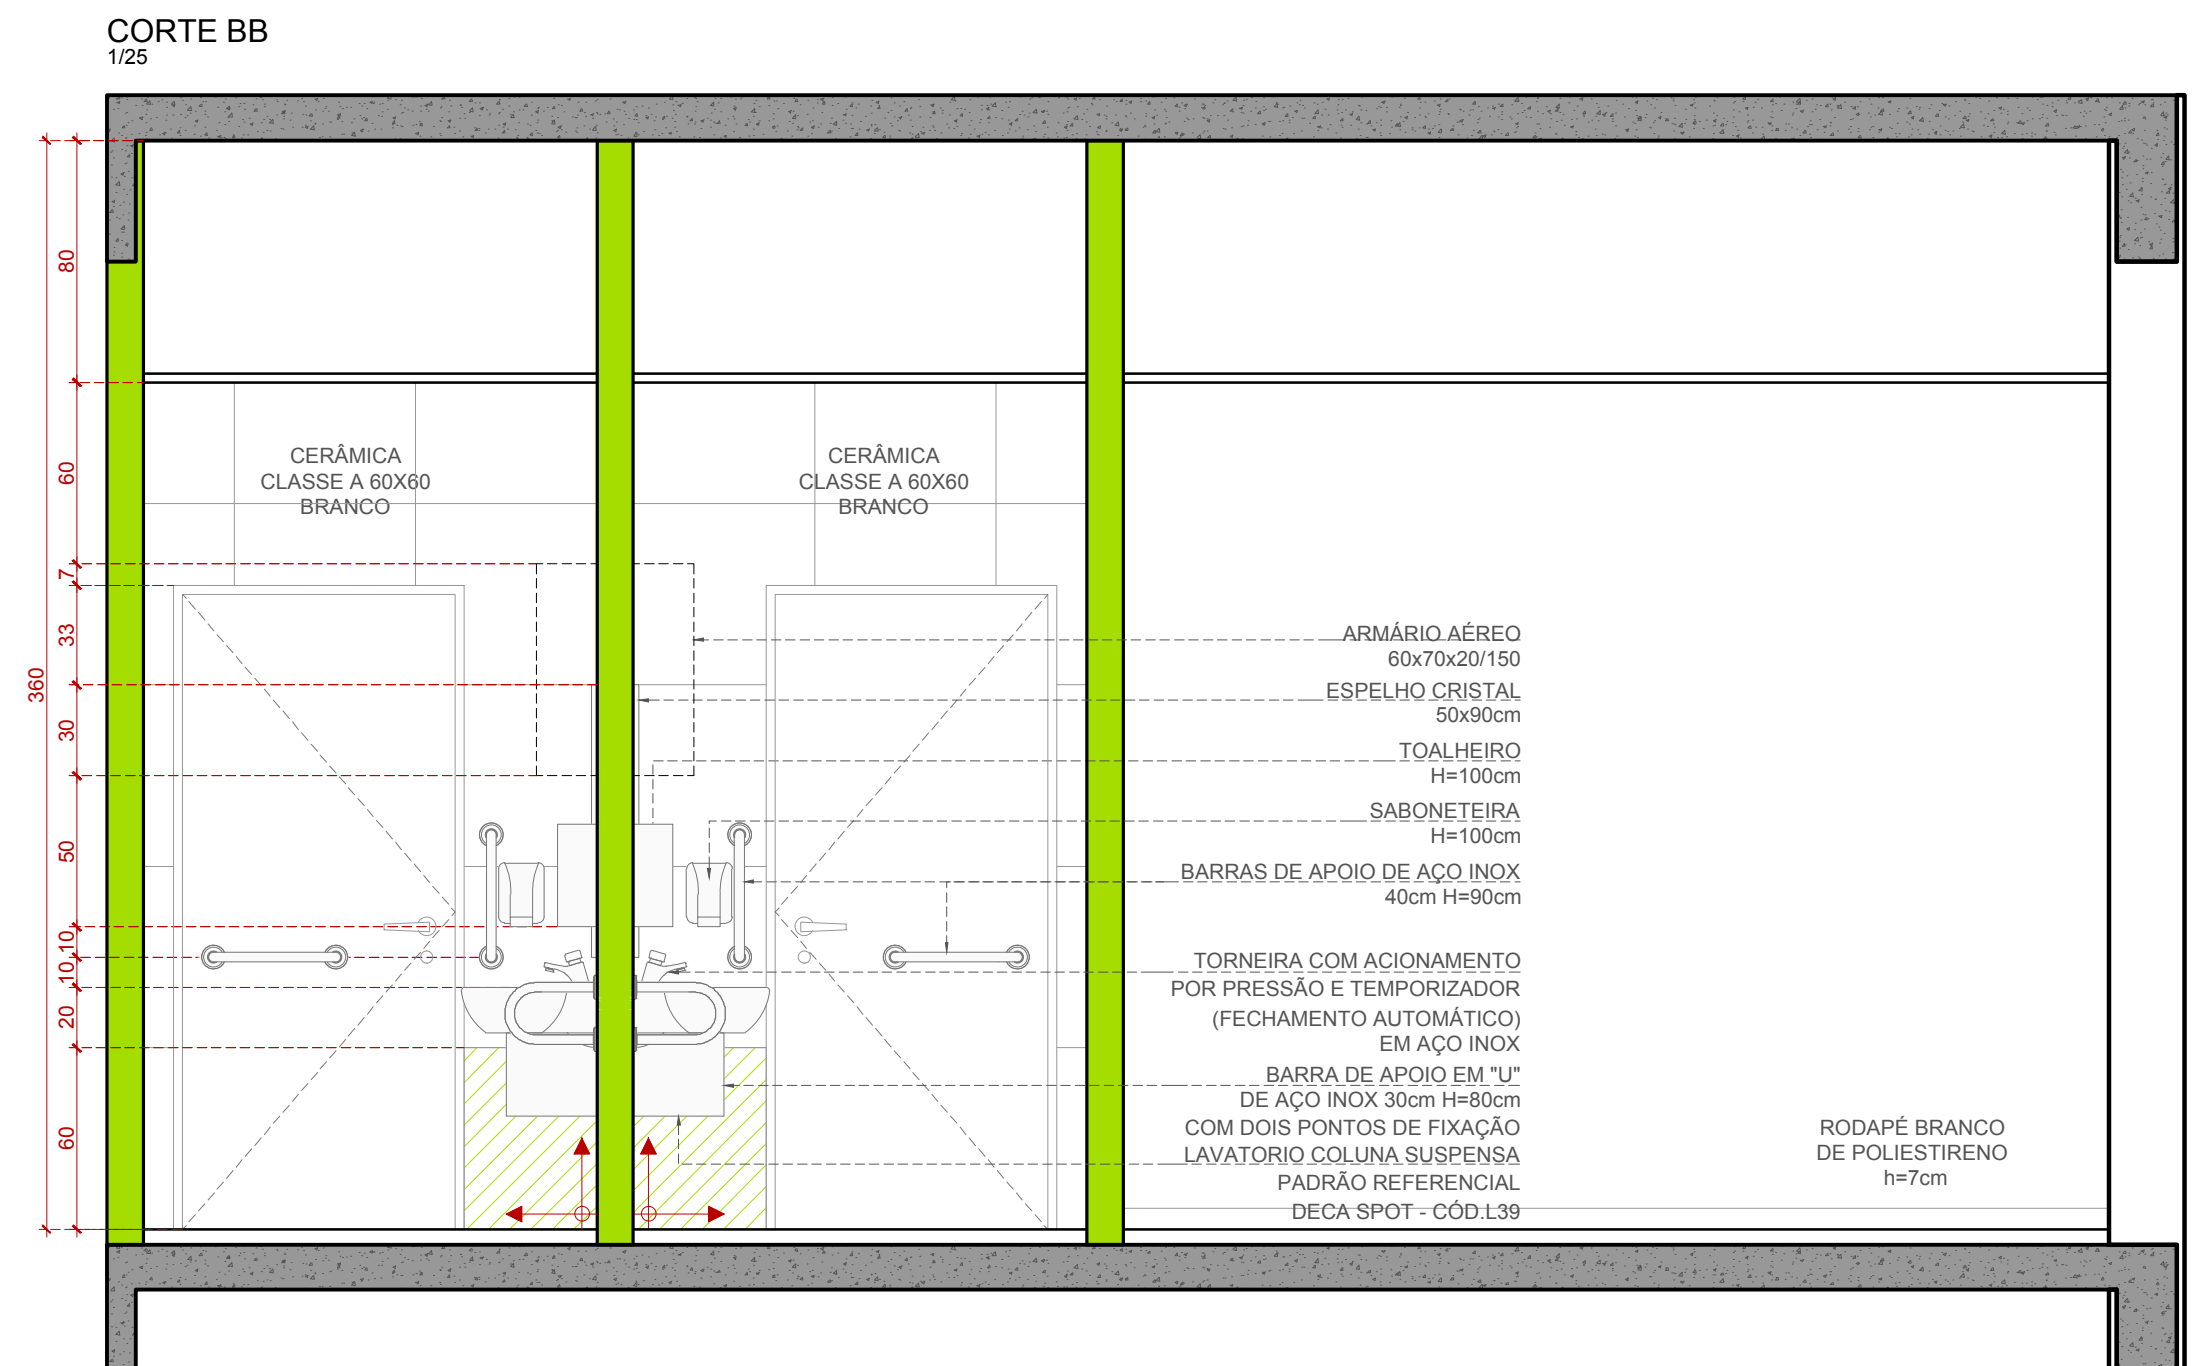 CORTE BB
1/25
80
60
7
33
360
30
50
10
10
20
60
CERÂMICA
CLASSE A 60X60
BRANCO
CERÂMICA
CLASSE A 60X60
BRANCO
ARMÁRIO AÉREO
60x70x20/150
ESPELHO CRISTAL
50x90cm
TOALHEIRO
H=100cm
SABONETEIRA
H=100cm
BARRAS DE APOIO DE AÇO INOX
40cm H=90cm
TORNEIRA COM ACIONAMENTO
POR PRESSÃO E TEMPORIZADOR
(FECHAMENTO AUTOMÁTICO)
EM AÇO INOX
BARRA DE APOIO EM "U"
DE AÇO INOX 30cm H=80cm
COM DOIS PONTOS DE FIXAÇÃO
LAVATORIO COLUNA SUSPENSA
PADRÃO REFERENCIAL
DECA SPOT - CÓD.L39
RODAPÉ BRANCO
DE POLIESTIRENO
h=7cm